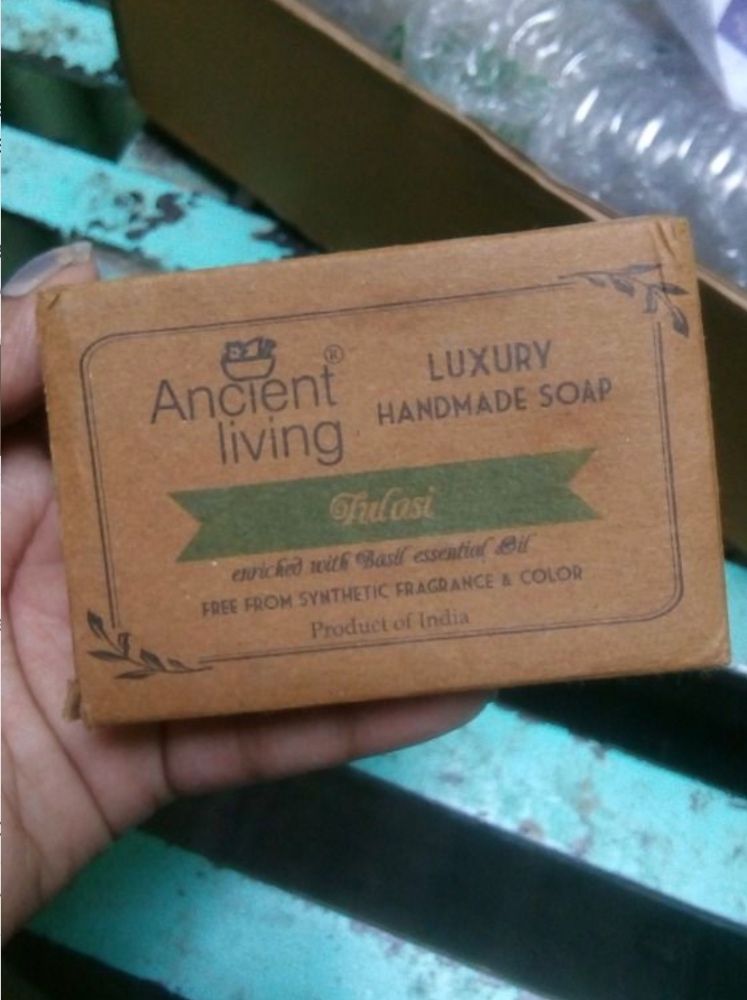 Ancient®
living
LUXURY
HANDMADE SOAP
Tulasi
enriched with Basil essential Oil
FREE FROM SYNTHETIC FRAGRANCE & COLOR
Product of India